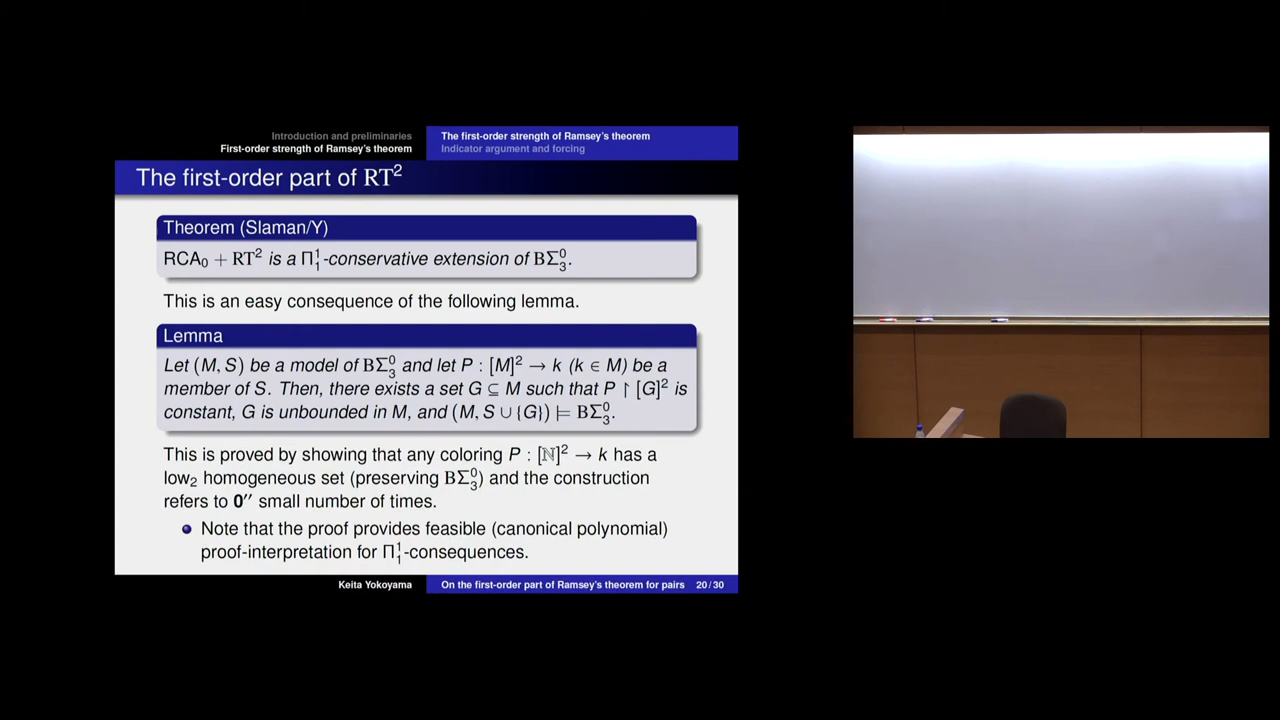 Introduction and preliminaries
First-order strength of Ramsey's theorem
The first-order strength of Ramsey's theorem
Indicator argument and forcing
The first-order part of RT²
Theorem (Slaman/Y)
RCA₀ + RT² is a Π¹₁-conservative extension of BΣ⁰₃.
This is an easy consequence of the following lemma.
Lemma
Let (M, S) be a model of BΣ⁰₃ and let P : [M]² → k (k ∈ M) be a
member of S. Then, there exists a set G ⊆ M such that P ↾ [G]² is
constant, G is unbounded in M, and (M, S ∪ {G}) ⊨ BΣ⁰₃.
This is proved by showing that any coloring P : [ℕ]² → k has a
low₂ homogeneous set (preserving BΣ⁰₃) and the construction
refers to 0″ small number of times.
Note that the proof provides feasible (canonical polynomial)
proof-interpretation for Π¹₁-consequences.
Keita Yokoyama
On the first-order part of Ramsey's theorem for pairs
20 / 30